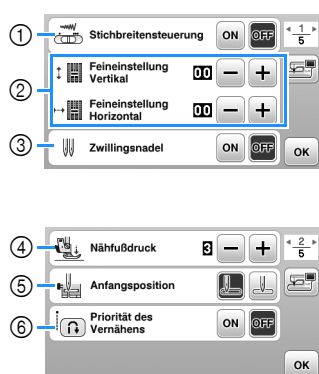 ① Stichbreitensteuerung ON OFF 1
5
② Feineinstellung
Vertikal 00 − +
Feineinstellung
Horizontal 00 − +
③ Zwillingsnadel ON OFF OK
④ Nähfußdruck 3 − + 2
5
⑤ Anfangsposition
⑥ Priorität des
Vernähens ON OFF
OK